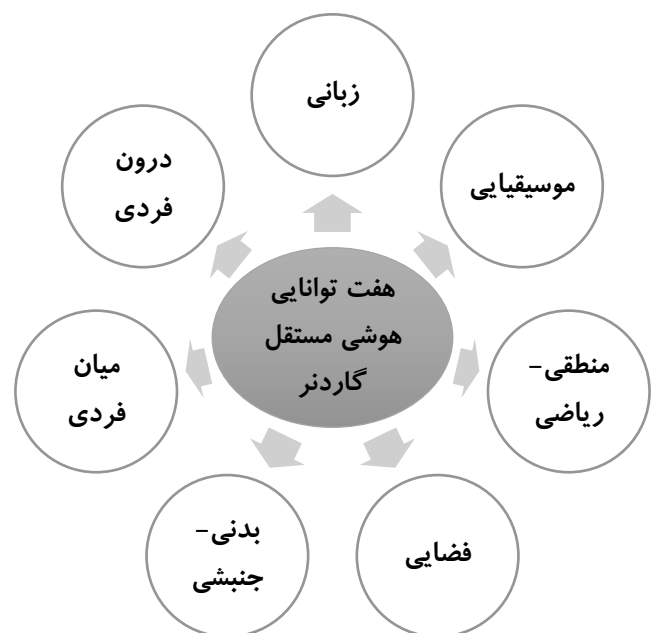 هفت توانایی
هوشی مستقل
گاردنر
زبانی
موسیقیایی
منطقی-
ریاضی
فضایی
بدنی-
جنبشی
میان
فردی
درون
فردی